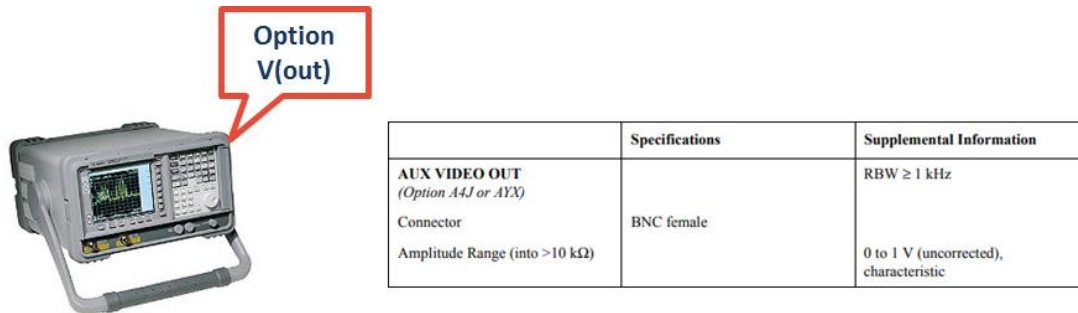 Option
V(out)
Specifications
Supplemental Information
AUX VIDEO OUT
(Option A4J or AYX)
RBW ≥ 1 kHz
Connector
BNC female
Amplitude Range (into >10 kΩ)
0 to 1 V (uncorrected),
characteristic